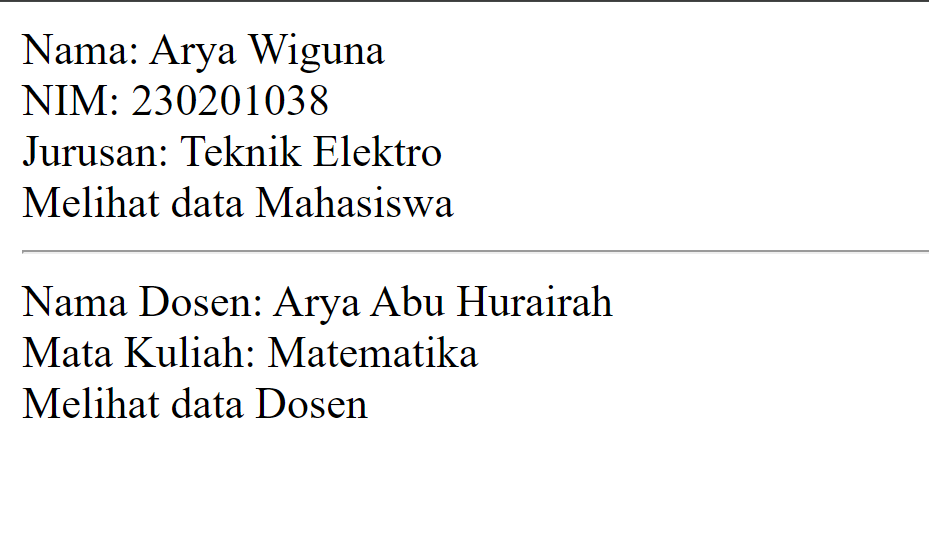 Nama: Arya Wiguna
NIM: 230201038
Jurusan: Teknik Elektro
Melihat data Mahasiswa
Nama Dosen: Arya Abu Hurairah
Mata Kuliah: Matematika
Melihat data Dosen